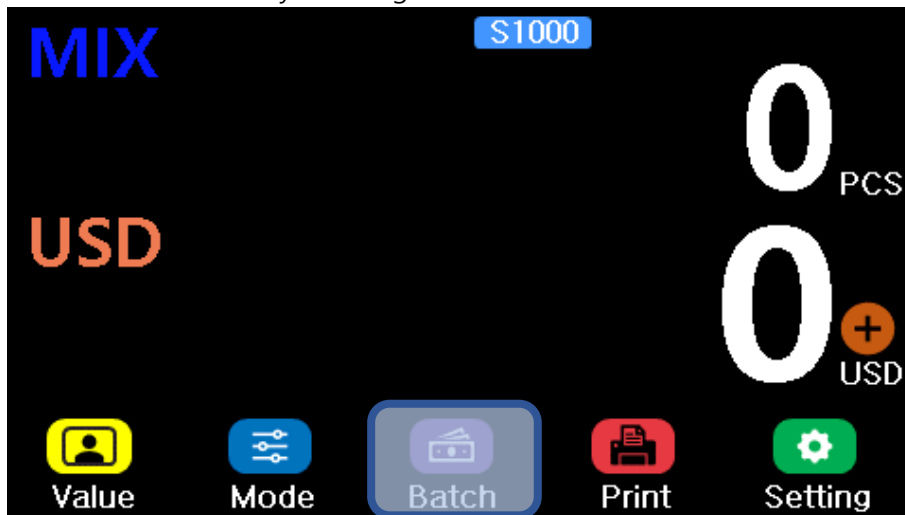 MIX
S1000
0
PCS
USD
0
+
USD
Value
Mode
Batch
Print
Setting